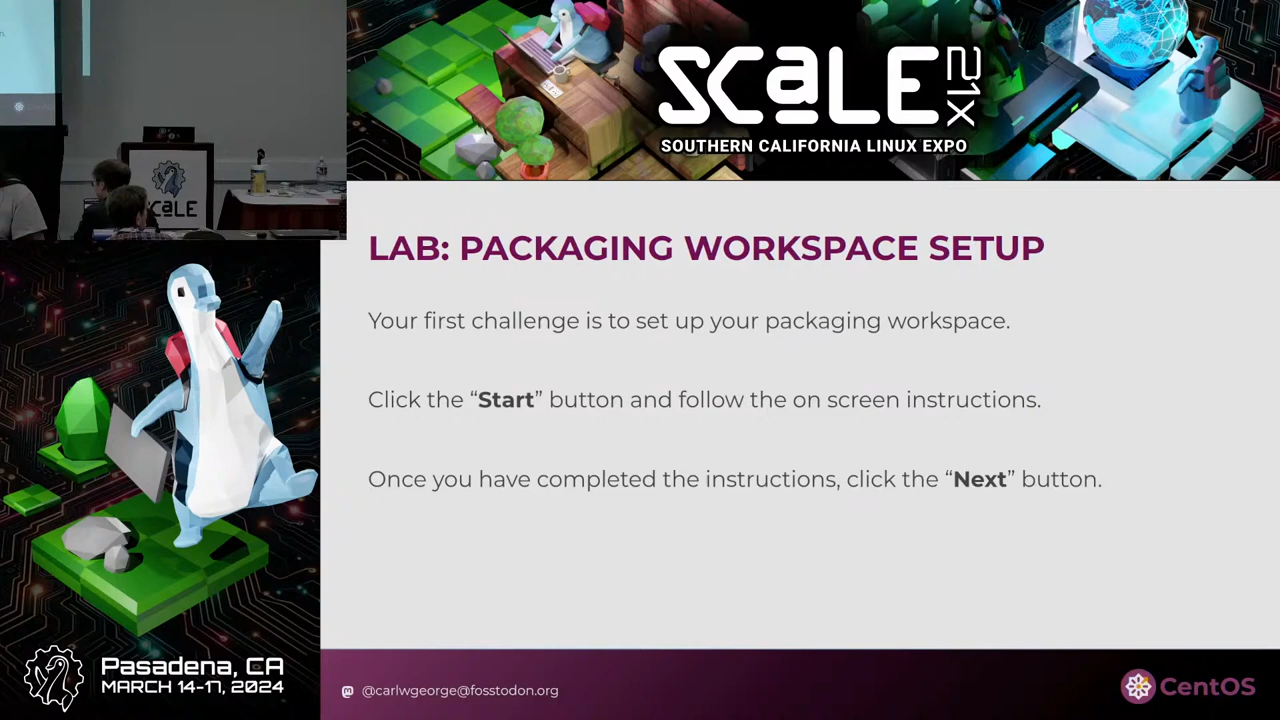 SCaLE 21x
SOUTHERN CALIFORNIA LINUX EXPO
SCaLE
LAB: PACKAGING WORKSPACE SETUP
Your first challenge is to set up your packaging workspace.
Click the “Start” button and follow the on screen instructions.
Once you have completed the instructions, click the “Next” button.
Pasadena, CA
MARCH 14-17, 2024
@carlwgeorge@fosstodon.org
CentOS